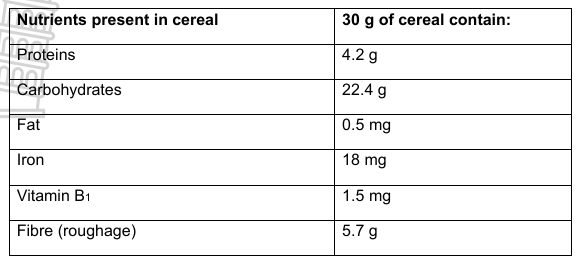 Nutrients present in cereal 30 g of cereal contain:
Proteins 4.2 g
Carbohydrates 22.4 g
Fat 0.5 mg
Iron 18 mg
Vitamin B₁ 1.5 mg
Fibre (roughage) 5.7 g